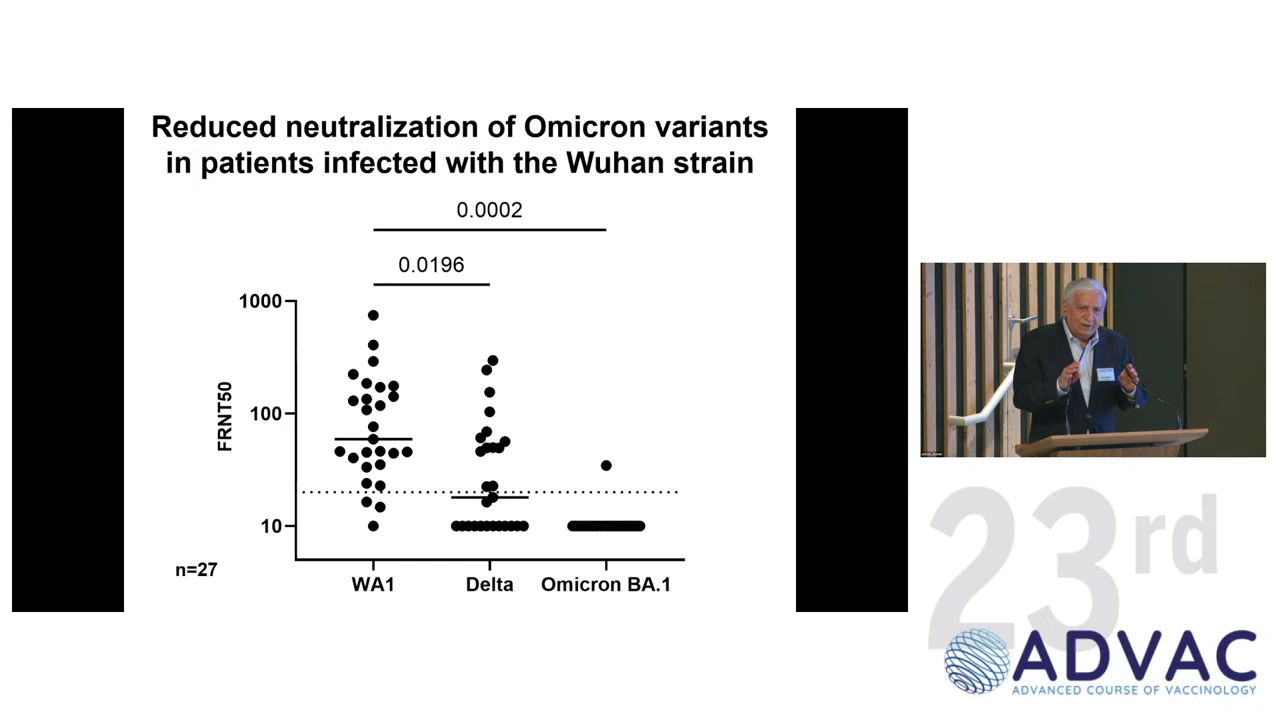 Reduced neutralization of Omicron variants
in patients infected with the Wuhan strain
0.0002
0.0196
1000
100
10
FRNT50
WA1
Delta
Omicron BA.1
n=27
23rd
ADVAC
ADVANCED COURSE OF VACCINOLOGY